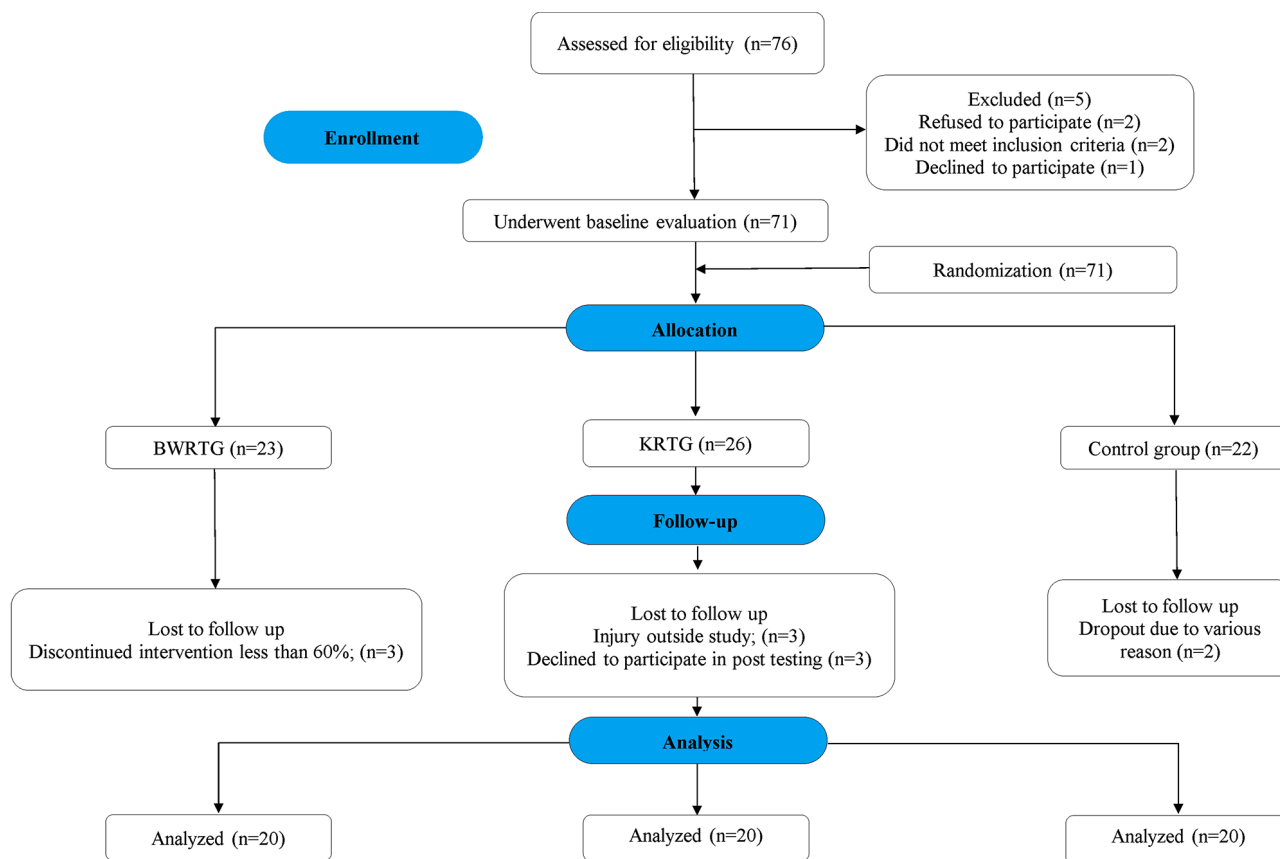 Assessed for eligibility (n=76)
Enrollment
Excluded (n=5)
Refused to participate (n=2)
Did not meet inclusion criteria (n=2)
Declined to participate (n=1)
Underwent baseline evaluation (n=71)
Randomization (n=71)
Allocation
BWRTG (n=23)
KRTG (n=26)
Control group (n=22)
Follow-up
Lost to follow up
Discontinued intervention less than 60%; (n=3)
Lost to follow up
Injury outside study; (n=3)
Declined to participate in post testing (n=3)
Lost to follow up
Dropout due to various
reason (n=2)
Analysis
Analyzed (n=20)
Analyzed (n=20)
Analyzed (n=20)